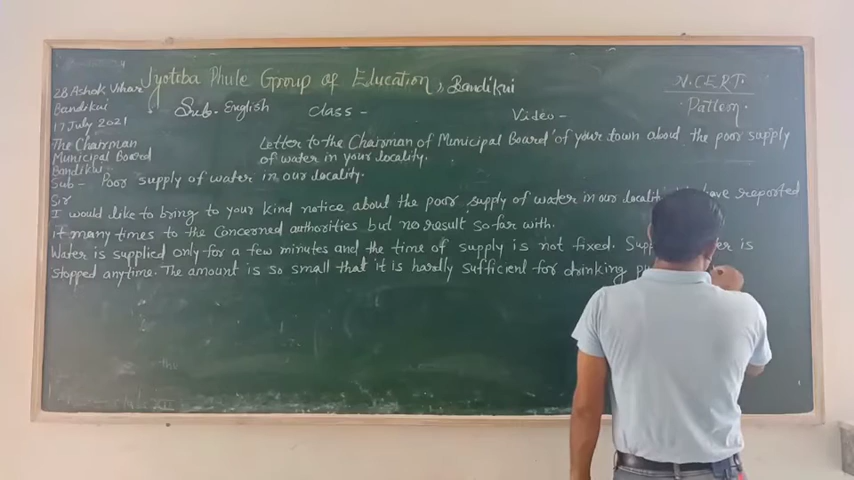 Jyotiba Phule Group of Education, Bandikui
N.C.E.R.T.
Pattern
Sub. English Class - Video -
28 Ashok Vihar
Bandikui
17 July 2021
The Chairman
Municipal Board
Bandikui
Letter to the Chairman of Municipal Board of your town about the poor supply
of water in your locality.
Sub - Poor supply of water in our locality.
Sir
I would like to bring to your kind notice about the poor supply of water in our have reported
it many times to the concerned authorities but no result so far with.
Water is supplied only for a few minutes and the time of supply is not fixed. is
stopped anytime. The amount is so small that it is hardly sufficient for drinking